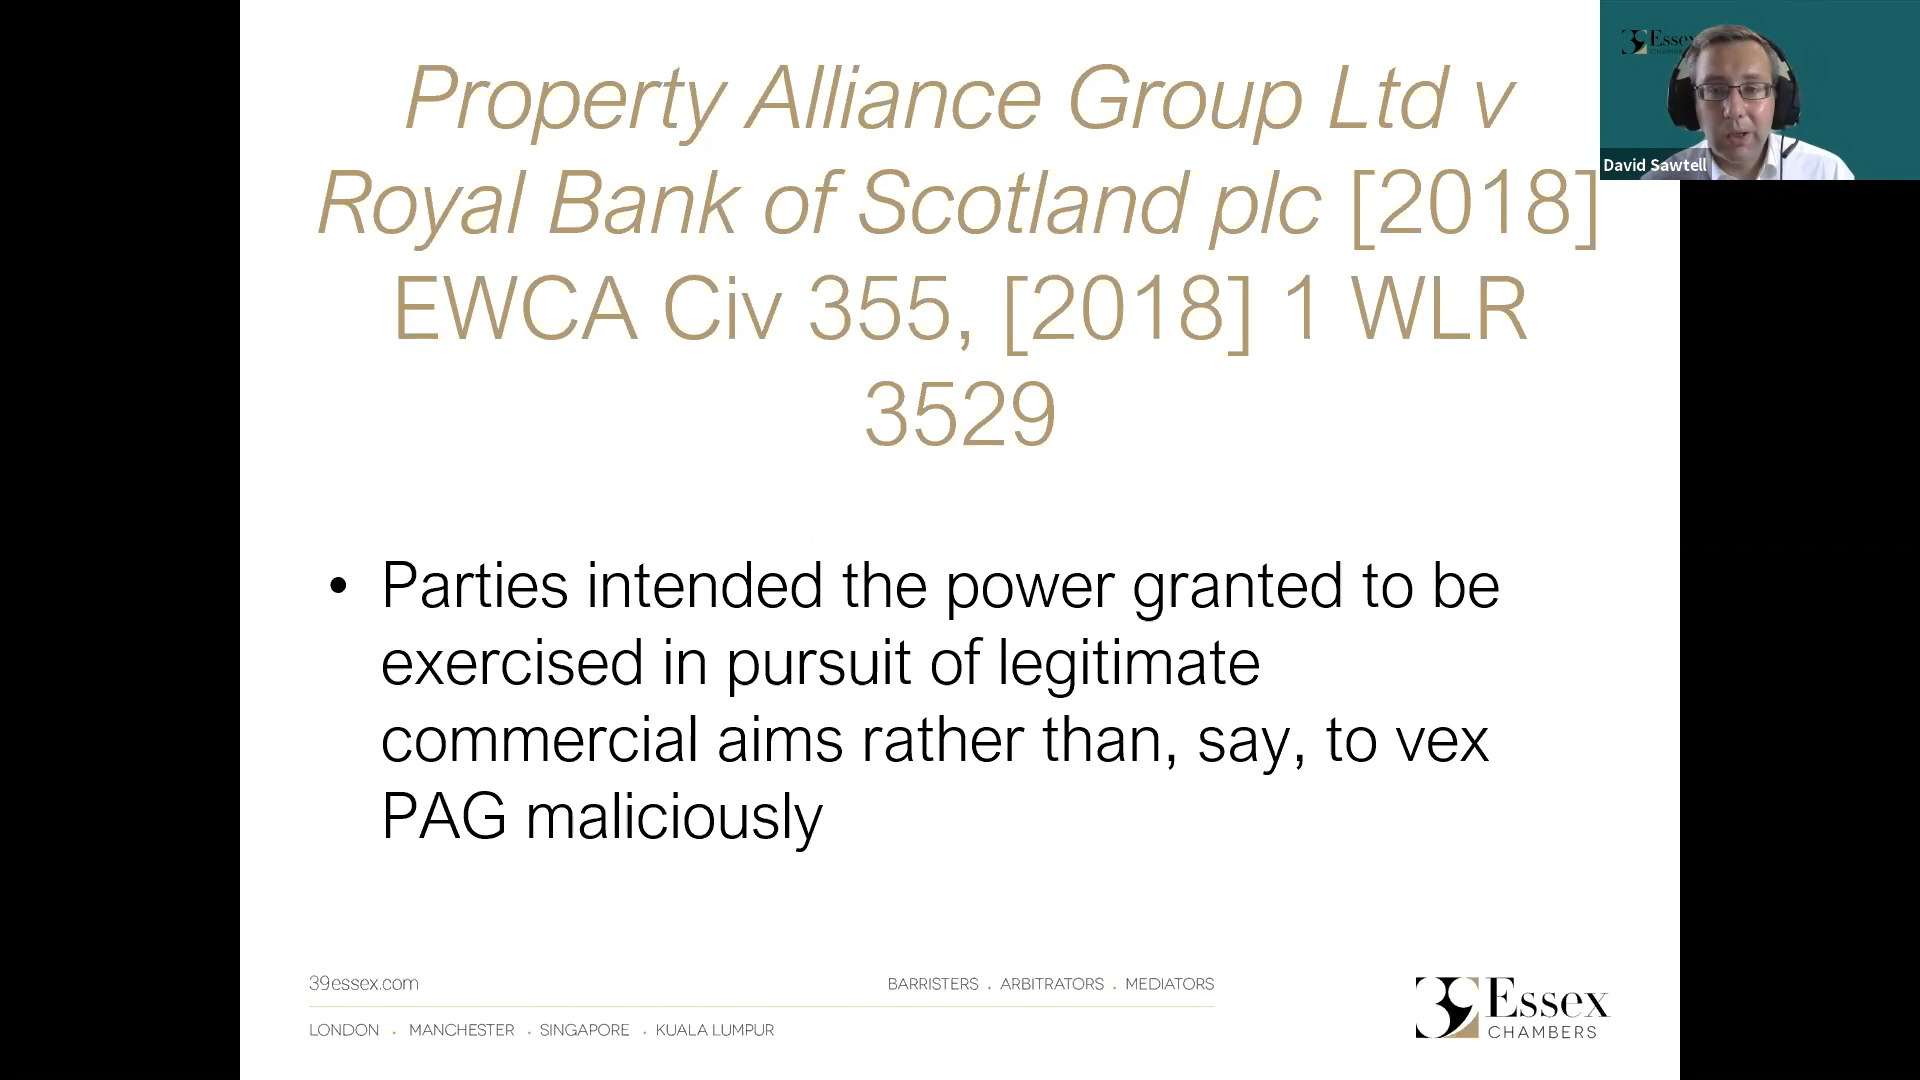 Property Alliance Group Ltd v
Royal Bank of Scotland plc [2018]
EWCA Civ 355, [2018] 1 WLR
3529
• Parties intended the power granted to be
exercised in pursuit of legitimate
commercial aims rather than, say, to vex
PAG maliciously
39essex.com
BARRISTERS . ARBITRATORS . MEDIATORS
LONDON . MANCHESTER . SINGAPORE . KUALA LUMPUR
39 Essex
CHAMBERS
39 Essex
David Sawtell